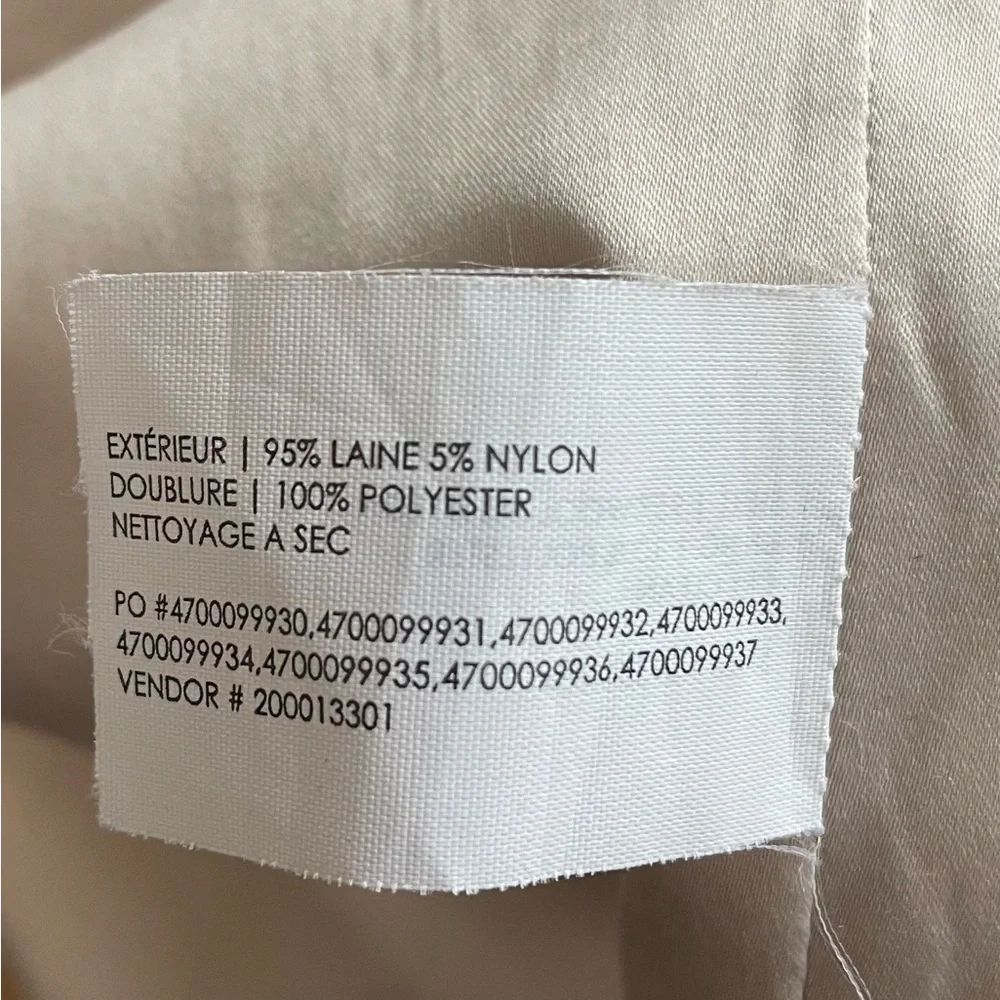 EXTÉRIEUR | 95% LAINE 5% NYLON
DOUBLURE | 100% POLYESTER
NETTOYAGE A SEC
PO #4700099930,4700099931,4700099932,4700099933,
4700099934,4700099935,4700099936,4700099937
VENDOR # 200013301